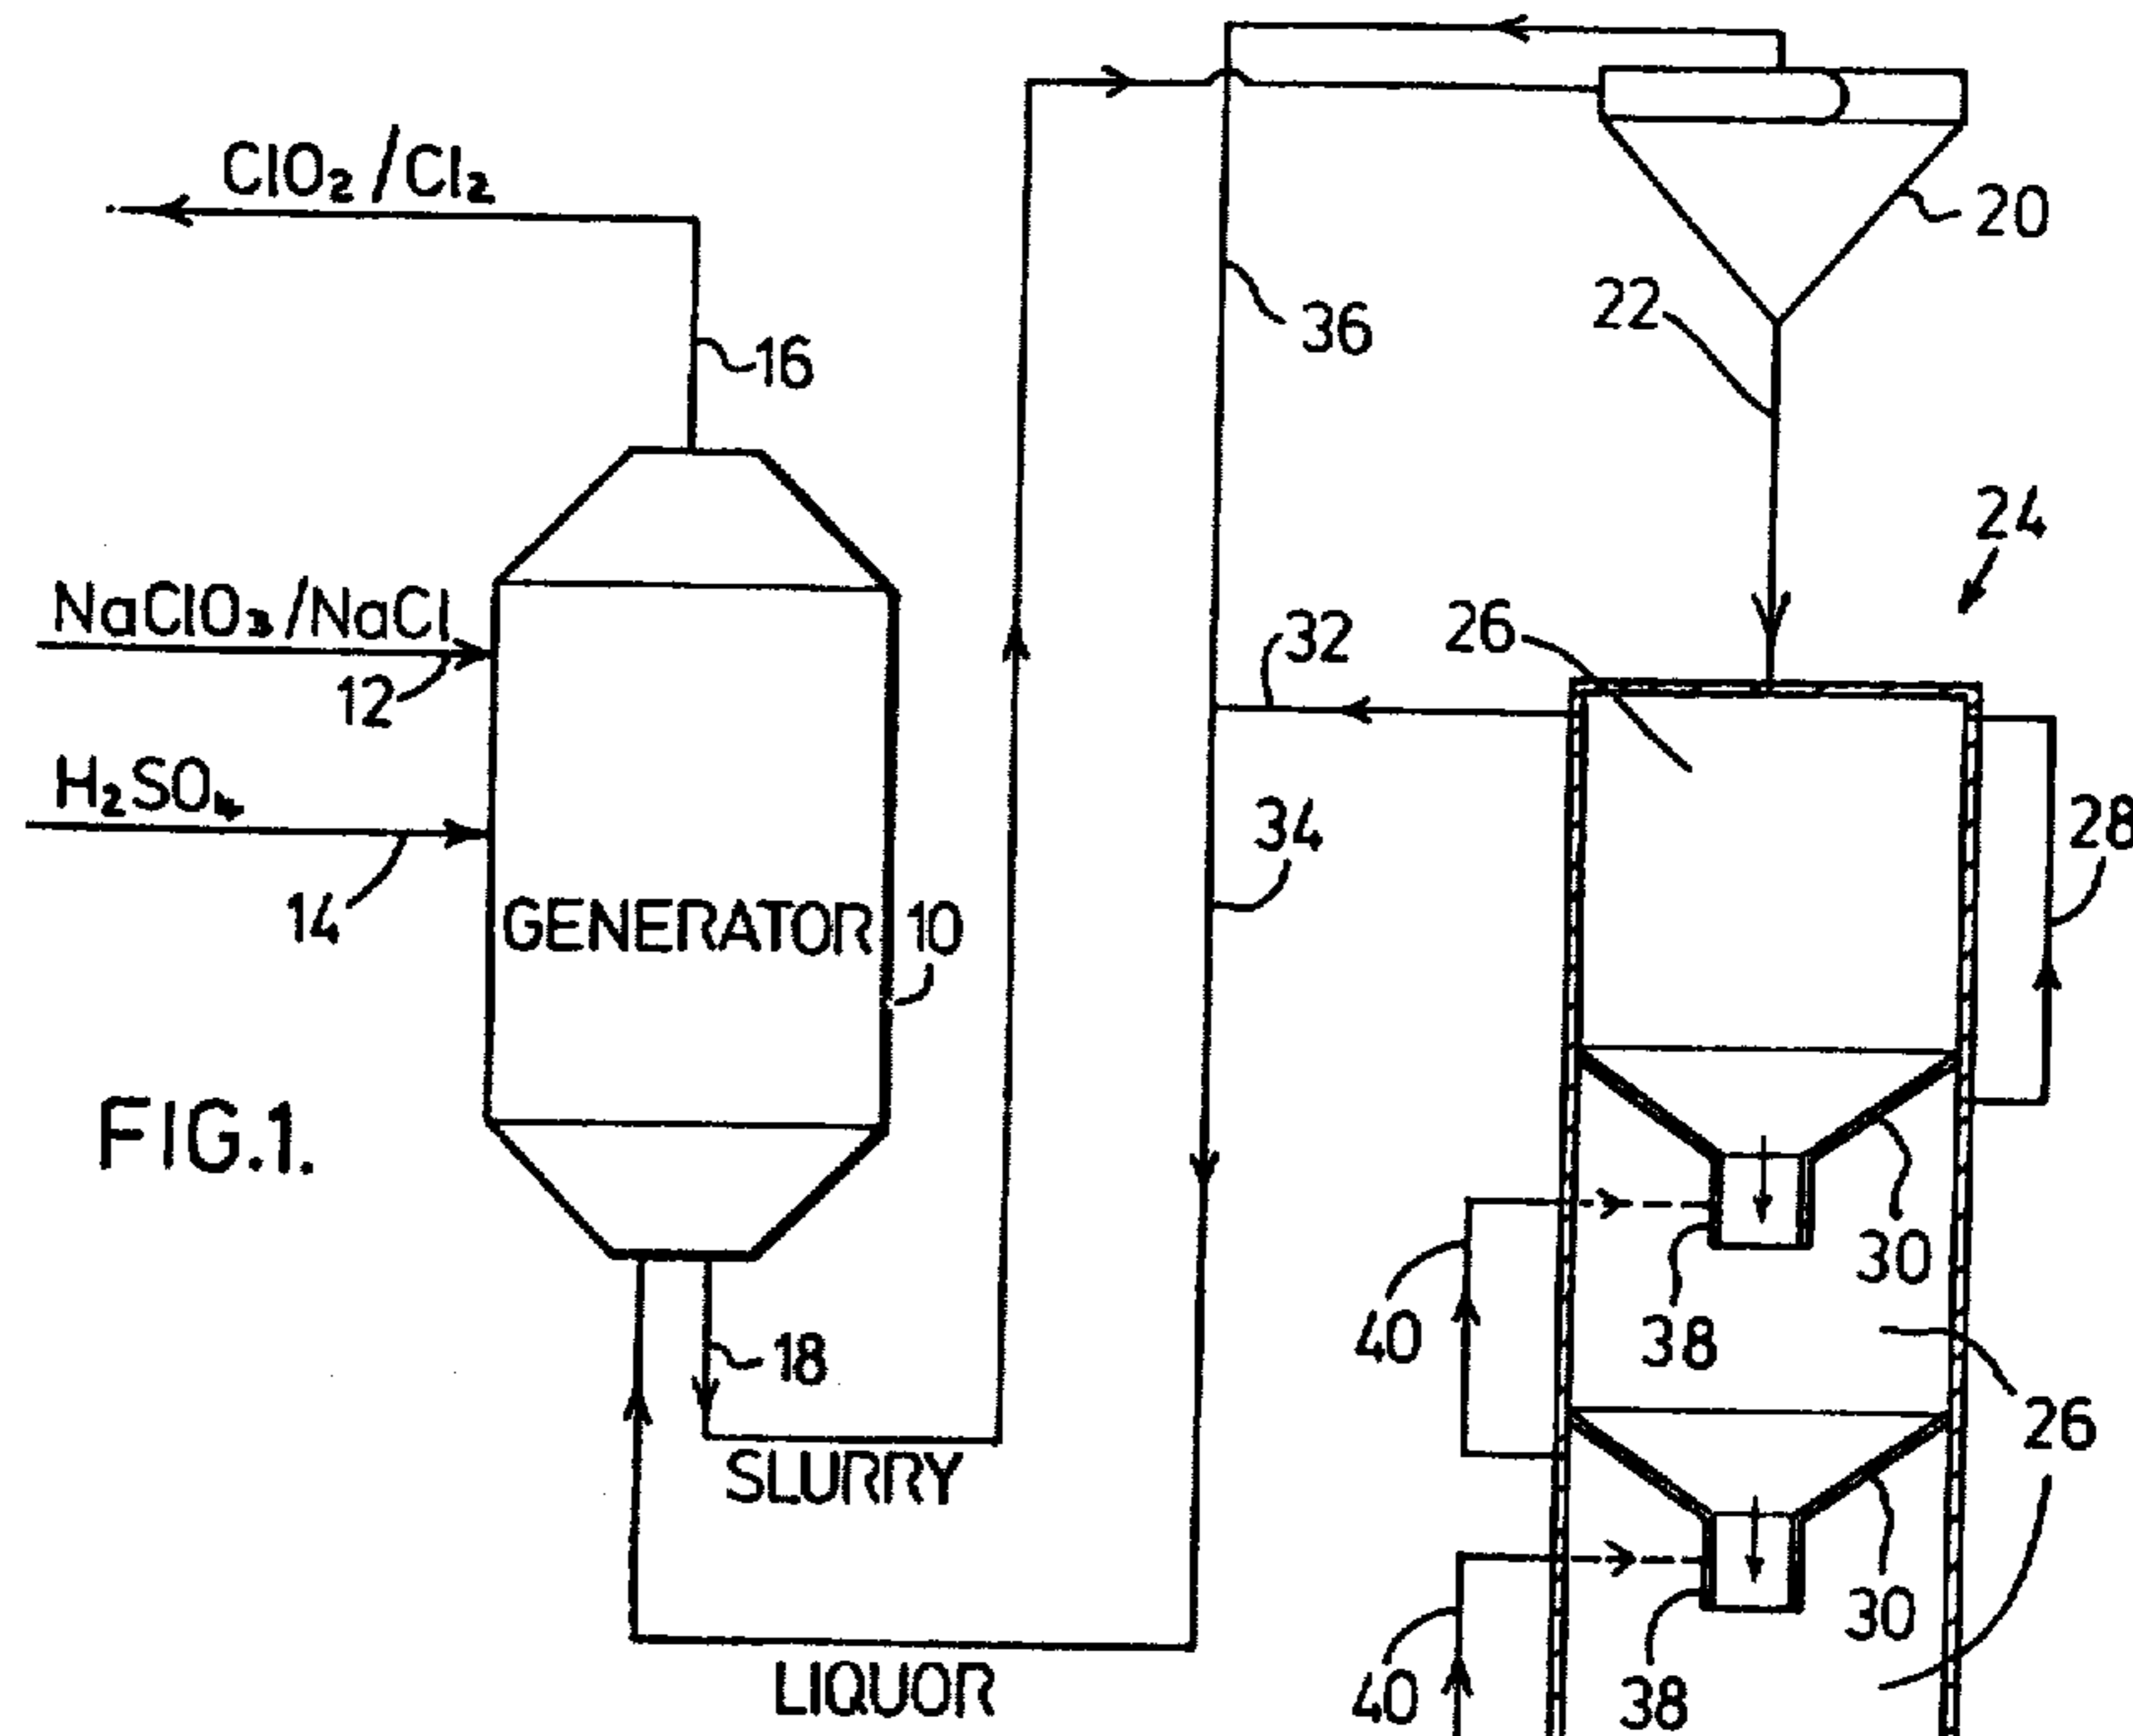 ClO₂/Cl₂
20
22
36
16
24
NaClO₃/NaCl
32
26
12
H₂SO₄
34
28
14
GENERATOR
10
FIG.1.
30
38
40
18
26
SLURRY
30
38
40
LIQUOR